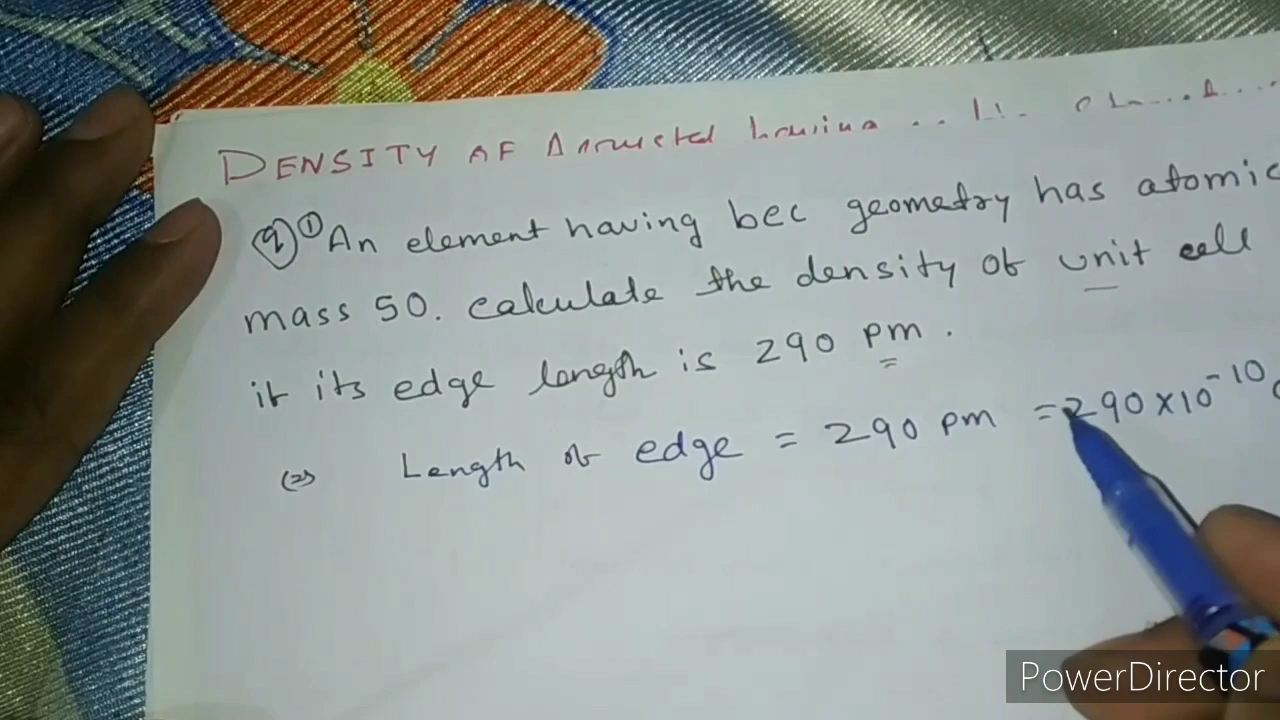 DENSITY OF
(q) ① An element having bcc geometry has atomic
mass 50. calculate the density of unit cell
if its edge length is 290 pm.
(2) Length of edge = 290 pm = 290×10⁻¹⁰
PowerDirector